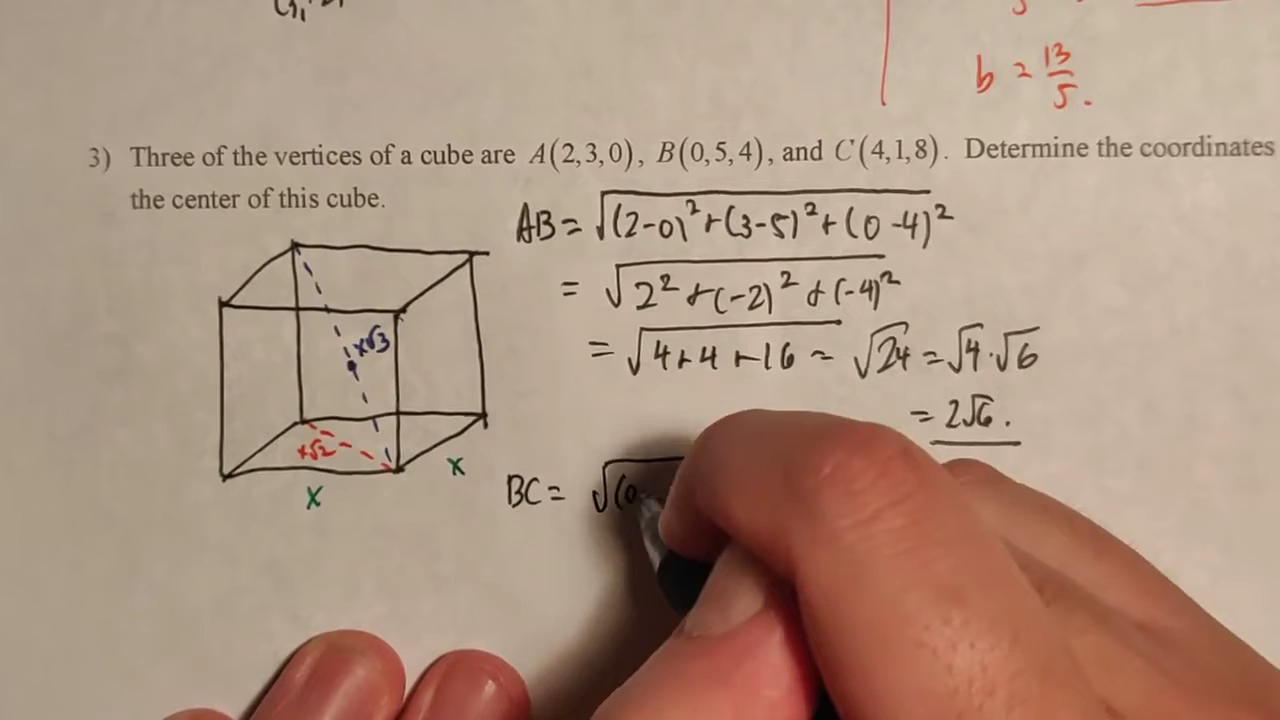 b = 13/5.
3) Three of the vertices of a cube are A(2,3,0), B(0,5,4), and C(4,1,8). Determine the coordinates
the center of this cube.
AB = √(2-0)² + (3-5)² + (0-4)²
= √2² + (-2)² + (-4)²
= √4+4+16 = √24 = √4·√6
= 2√6.
x√3
x√2
x
x
BC = √(0